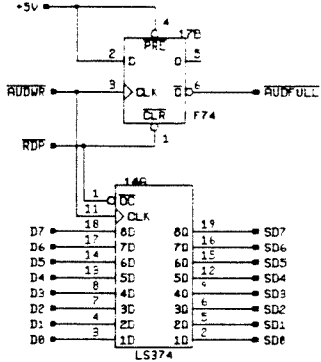 +5V
4
17B
PRE
2 D Q 5
AUDWR 3 CLK Q 6 AUDFULL
CLR F74
RDP 1
14G
1 OC
11 CLK
D7 18 8D 8Q 19 SD7
D6 17 7D 7Q 16 SD6
D5 14 6D 6Q 15 SD5
D4 13 5D 5Q 12 SD4
D3 8 4D 4Q 9 SD3
D2 7 3D 3Q 6 SD2
D1 4 2D 2Q 5 SD1
D0 3 1D 1Q 2 SD0
LS374